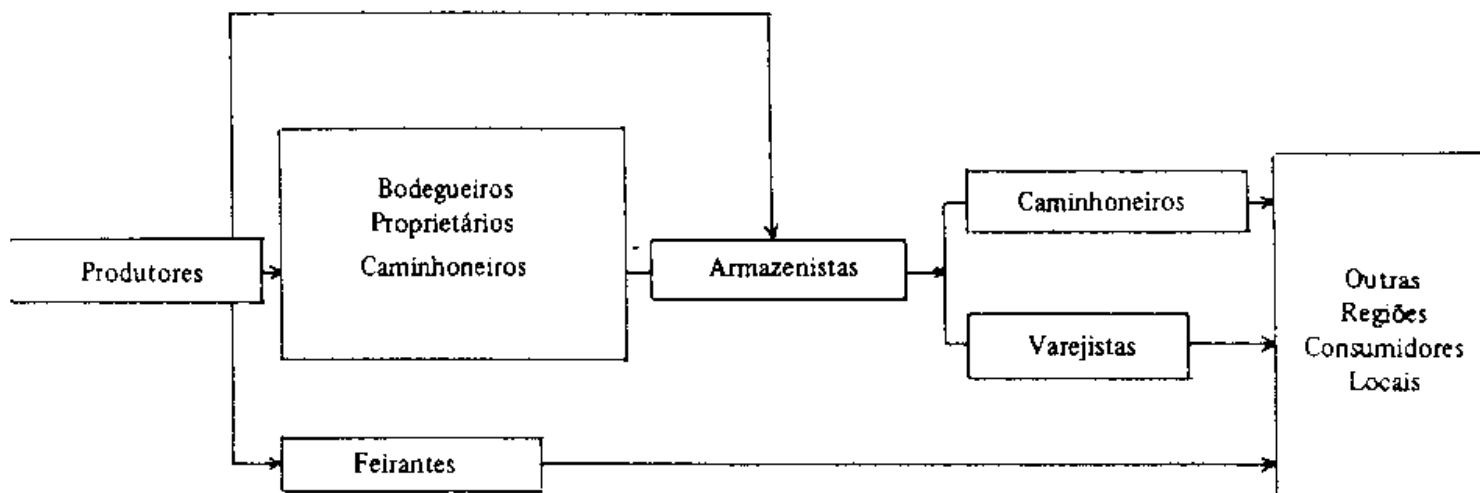 Produtores
Bodegueiros
Proprietários
Caminhoneiros
Armazenistas
Caminhoneiros
Varejistas
Feirantes
Outras
Regiões
Consumidores
Locais